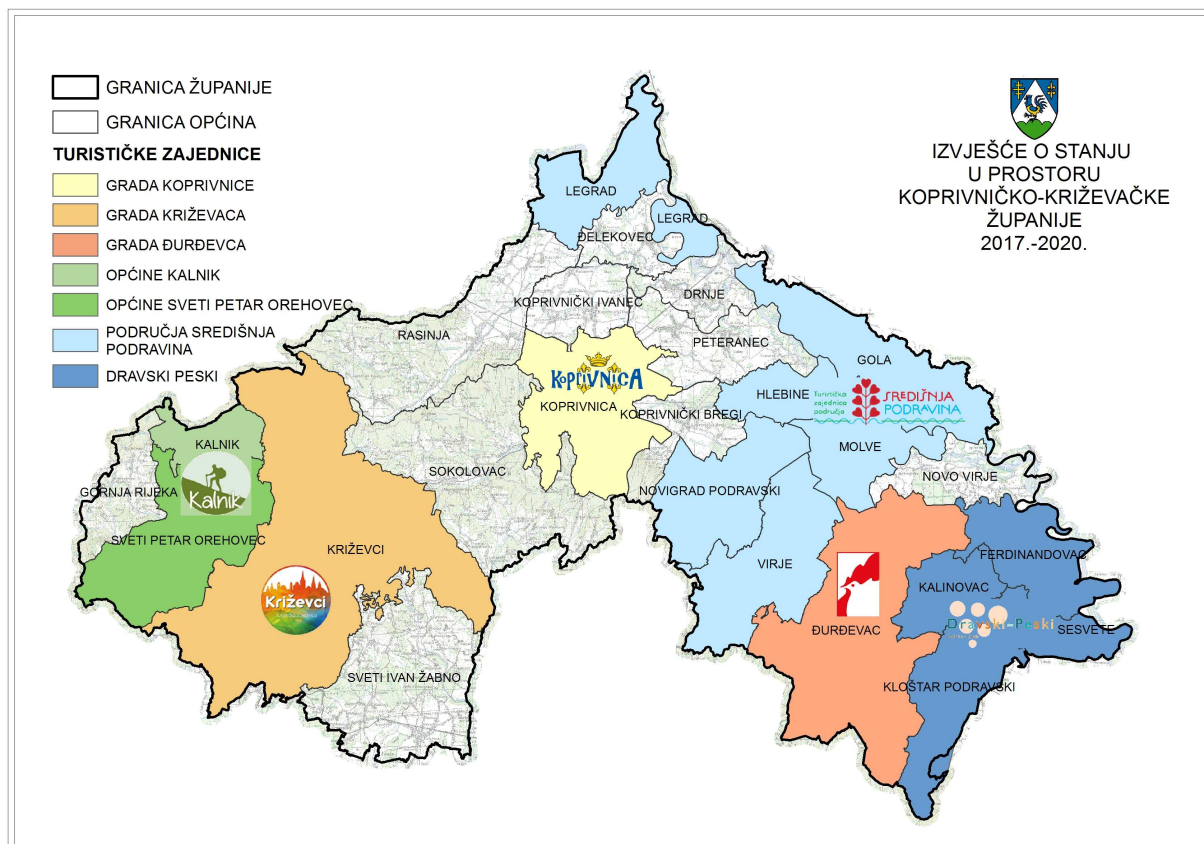 GRANICA ŽUPANIJE
GRANICA OPĆINA
TURISTIČKE ZAJEDNICE
GRADA KOPRIVNICE
GRADA KRIŽEVACA
GRADA ĐURĐEVCA
OPĆINE KALNIK
OPĆINE SVETI PETAR OREHOVEC
PODRUČJA SREDIŠNJA
PODRAVINA
DRAVSKI PESKI
IZVJEŠĆE O STANJU
U PROSTORU
KOPRIVNIČKO-KRIŽEVAČKE
ŽUPANIJE
2017.-2020.
LEGRAD
LEGRAD
ĐELEKOVEC
DRNJE
KOPRIVNIČKI IVANEC
RASINJA
PETERANEC
GOLA
KOPRIVNICA
HLEBINE
Turistička
zajednica
područja
SREDIŠNJA
PODRAVINA
KOPRIVNICA
KOPRIVNIČKI BREGI
KALNIK
MOLVE
SOKOLOVAC
NOVO VIRJE
GORNJA RIJEKA
Kalnik
NOVIGRAD PODRAVSKI
SVETI PETAR OREHOVEC
KRIŽEVCI
FERDINANDOVAC
VIRJE
KALINOVAC
Križevci
Dravski-Peski
ĐURĐEVAC
SESVETE
SVETI IVAN ŽABNO
KLOŠTAR PODRAVSKI